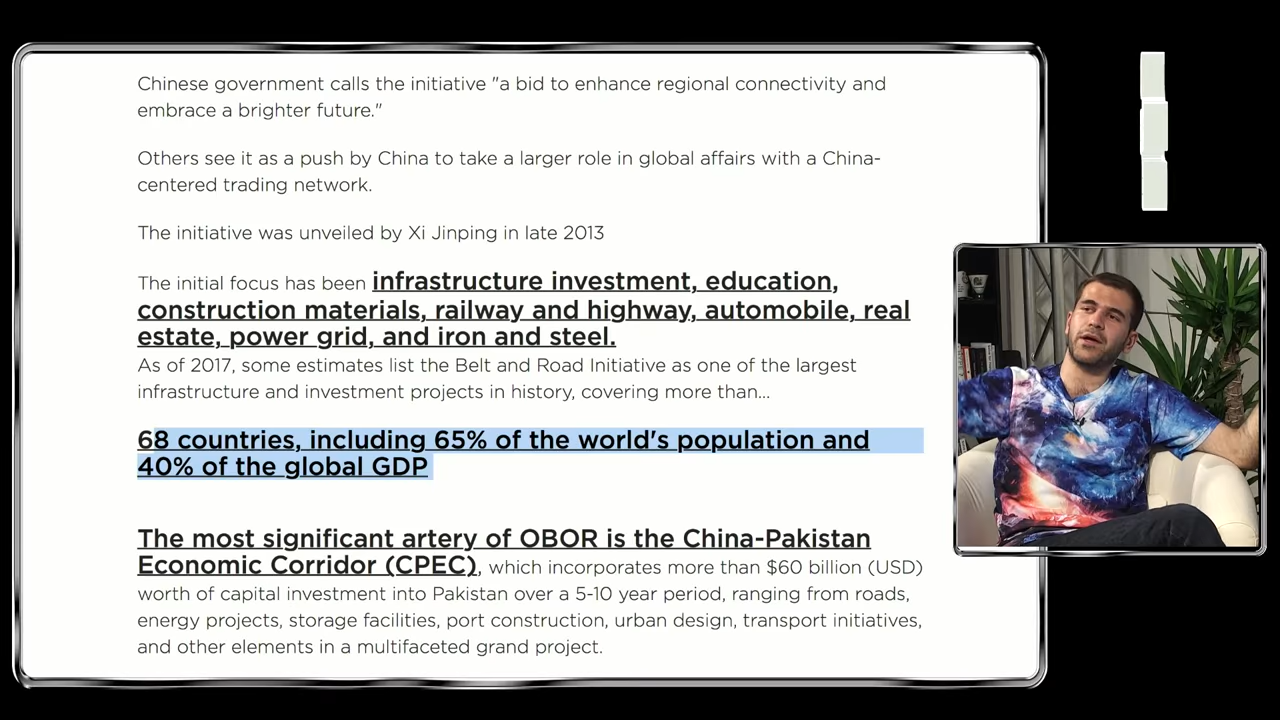 Chinese government calls the initiative "a bid to enhance regional connectivity and
embrace a brighter future."
Others see it as a push by China to take a larger role in global affairs with a China-
centered trading network.
The initiative was unveiled by Xi Jinping in late 2013
The initial focus has been infrastructure investment, education,
construction materials, railway and highway, automobile, real
estate, power grid, and iron and steel.
As of 2017, some estimates list the Belt and Road Initiative as one of the largest
infrastructure and investment projects in history, covering more than...
68 countries, including 65% of the world's population and
40% of the global GDP
The most significant artery of OBOR is the China-Pakistan
Economic Corridor (CPEC), which incorporates more than $60 billion (USD)
worth of capital investment into Pakistan over a 5-10 year period, ranging from roads,
energy projects, storage facilities, port construction, urban design, transport initiatives,
and other elements in a multifaceted grand project.